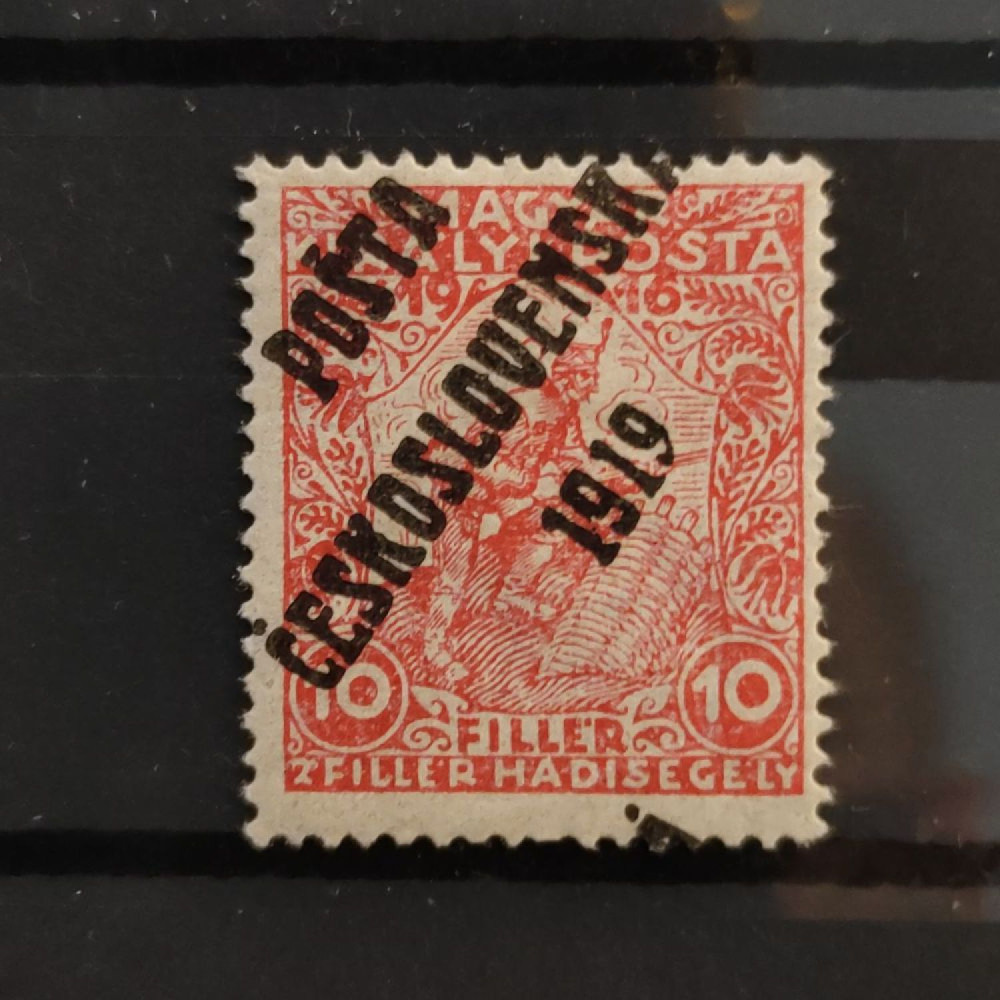 MAGYAR
KIRÁLYI POSTA
1916
POŠTA
ČESKOSLOVENSKÁ
1919
10
10
FILLÉR
2 FILLÉR HADISEGÉLY